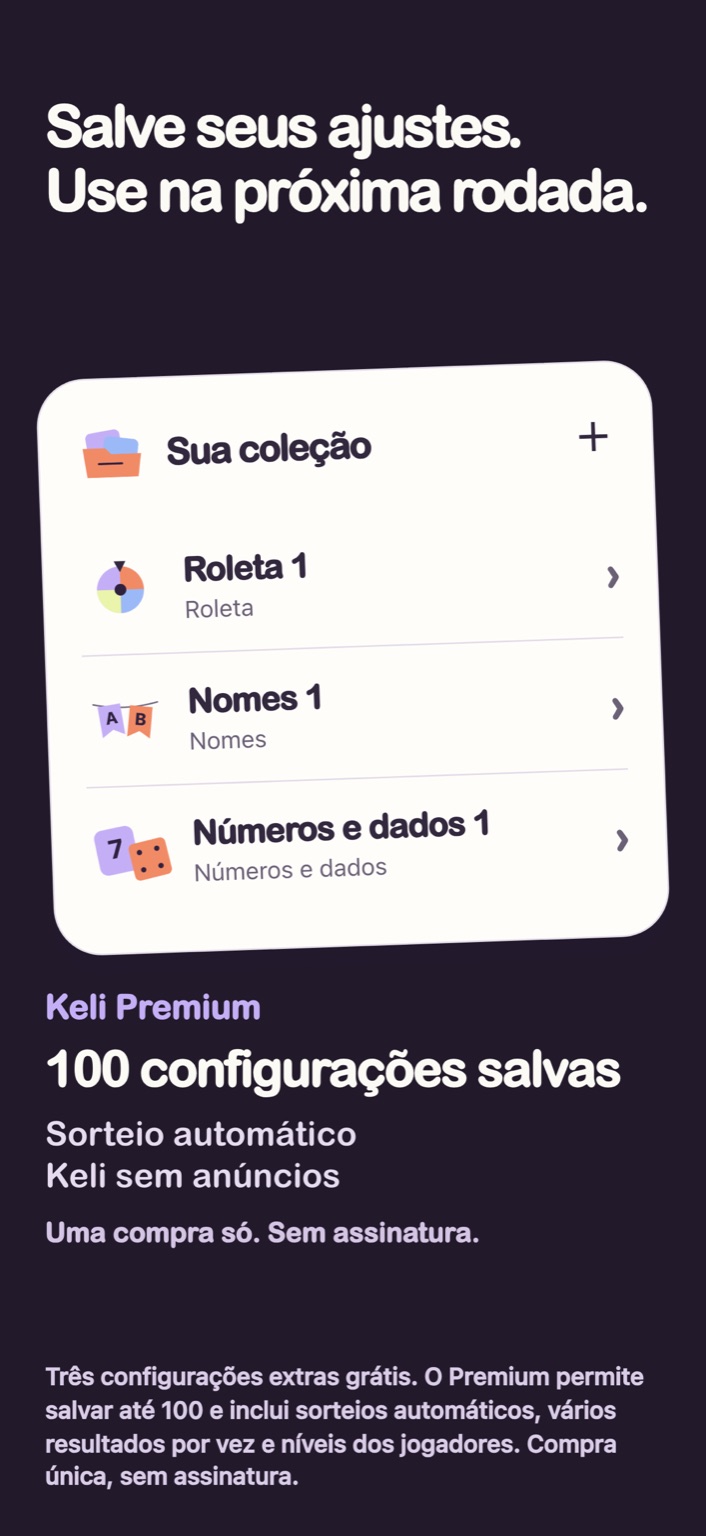 Salve seus ajustes.
Use na próxima rodada.
Sua coleção
+
Roleta 1
Roleta
A B
Nomes 1
Nomes
7
Números e dados 1
Números e dados
Keli Premium
100 configurações salvas
Sorteio automático
Keli sem anúncios
Uma compra só. Sem assinatura.
Três configurações extras grátis. O Premium permite
salvar até 100 e inclui sorteios automáticos, vários
resultados por vez e níveis dos jogadores. Compra
única, sem assinatura.